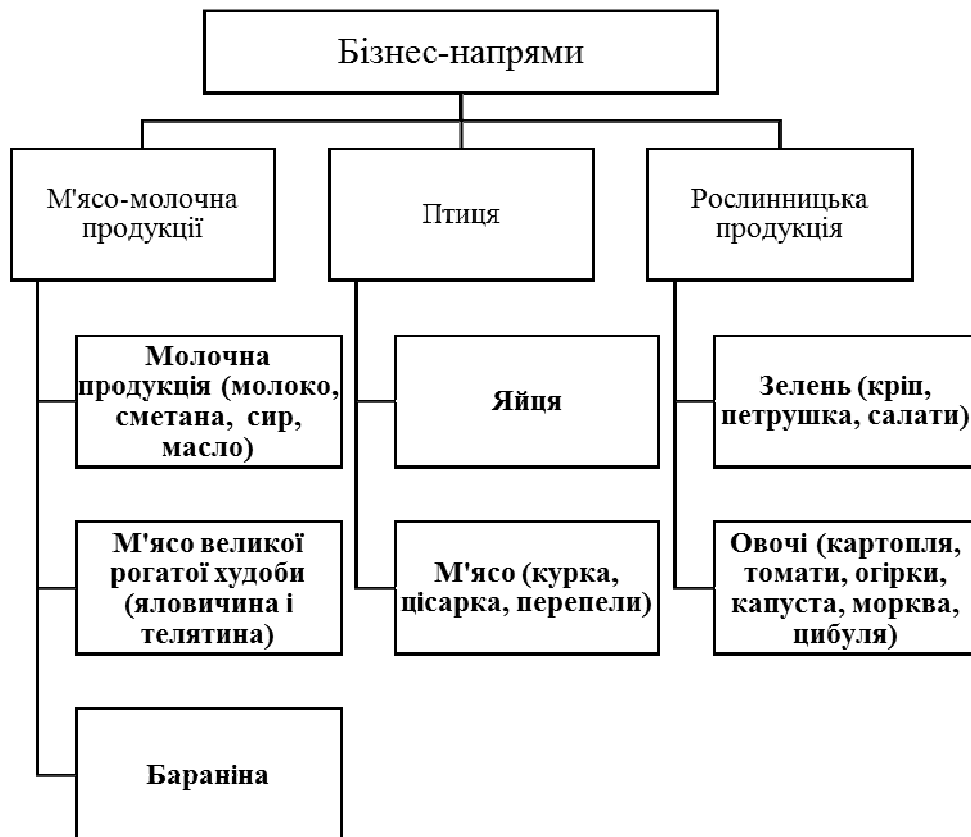 Бізнес-напрями
М'ясо-молочна
продукції
Птиця
Рослинницька
продукція
Молочна
продукція (молоко,
сметана, сир,
масло)
Яйця
Зелень (кріп,
петрушка, салати)
М'ясо великої
рогатої худоби
(яловичина і
телятина)
М'ясо (курка,
цісарка, перепели)
Овочі (картопля,
томати, огірки,
капуста, морква,
цибуля)
Бараніна